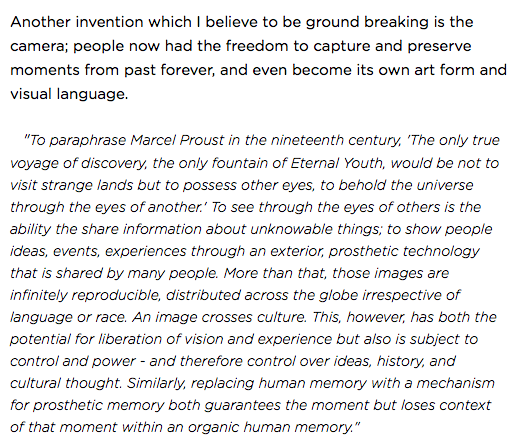 Another invention which I believe to be ground breaking is the
camera; people now had the freedom to capture and preserve
moments from past forever, and even become its own art form and
visual language.
"To paraphrase Marcel Proust in the nineteenth century, 'The only true
voyage of discovery, the only fountain of Eternal Youth, would be not to
visit strange lands but to possess other eyes, to behold the universe
through the eyes of another.' To see through the eyes of others is the
ability the share information about unknowable things; to show people
ideas, events, experiences through an exterior, prosthetic technology
that is shared by many people. More than that, those images are
infinitely reproducible, distributed across the globe irrespective of
language or race. An image crosses culture. This, however, has both the
potential for liberation of vision and experience but also is subject to
control and power - and therefore control over ideas, history, and
cultural thought. Similarly, replacing human memory with a mechanism
for prosthetic memory both guarantees the moment but loses context
of that moment within an organic human memory."